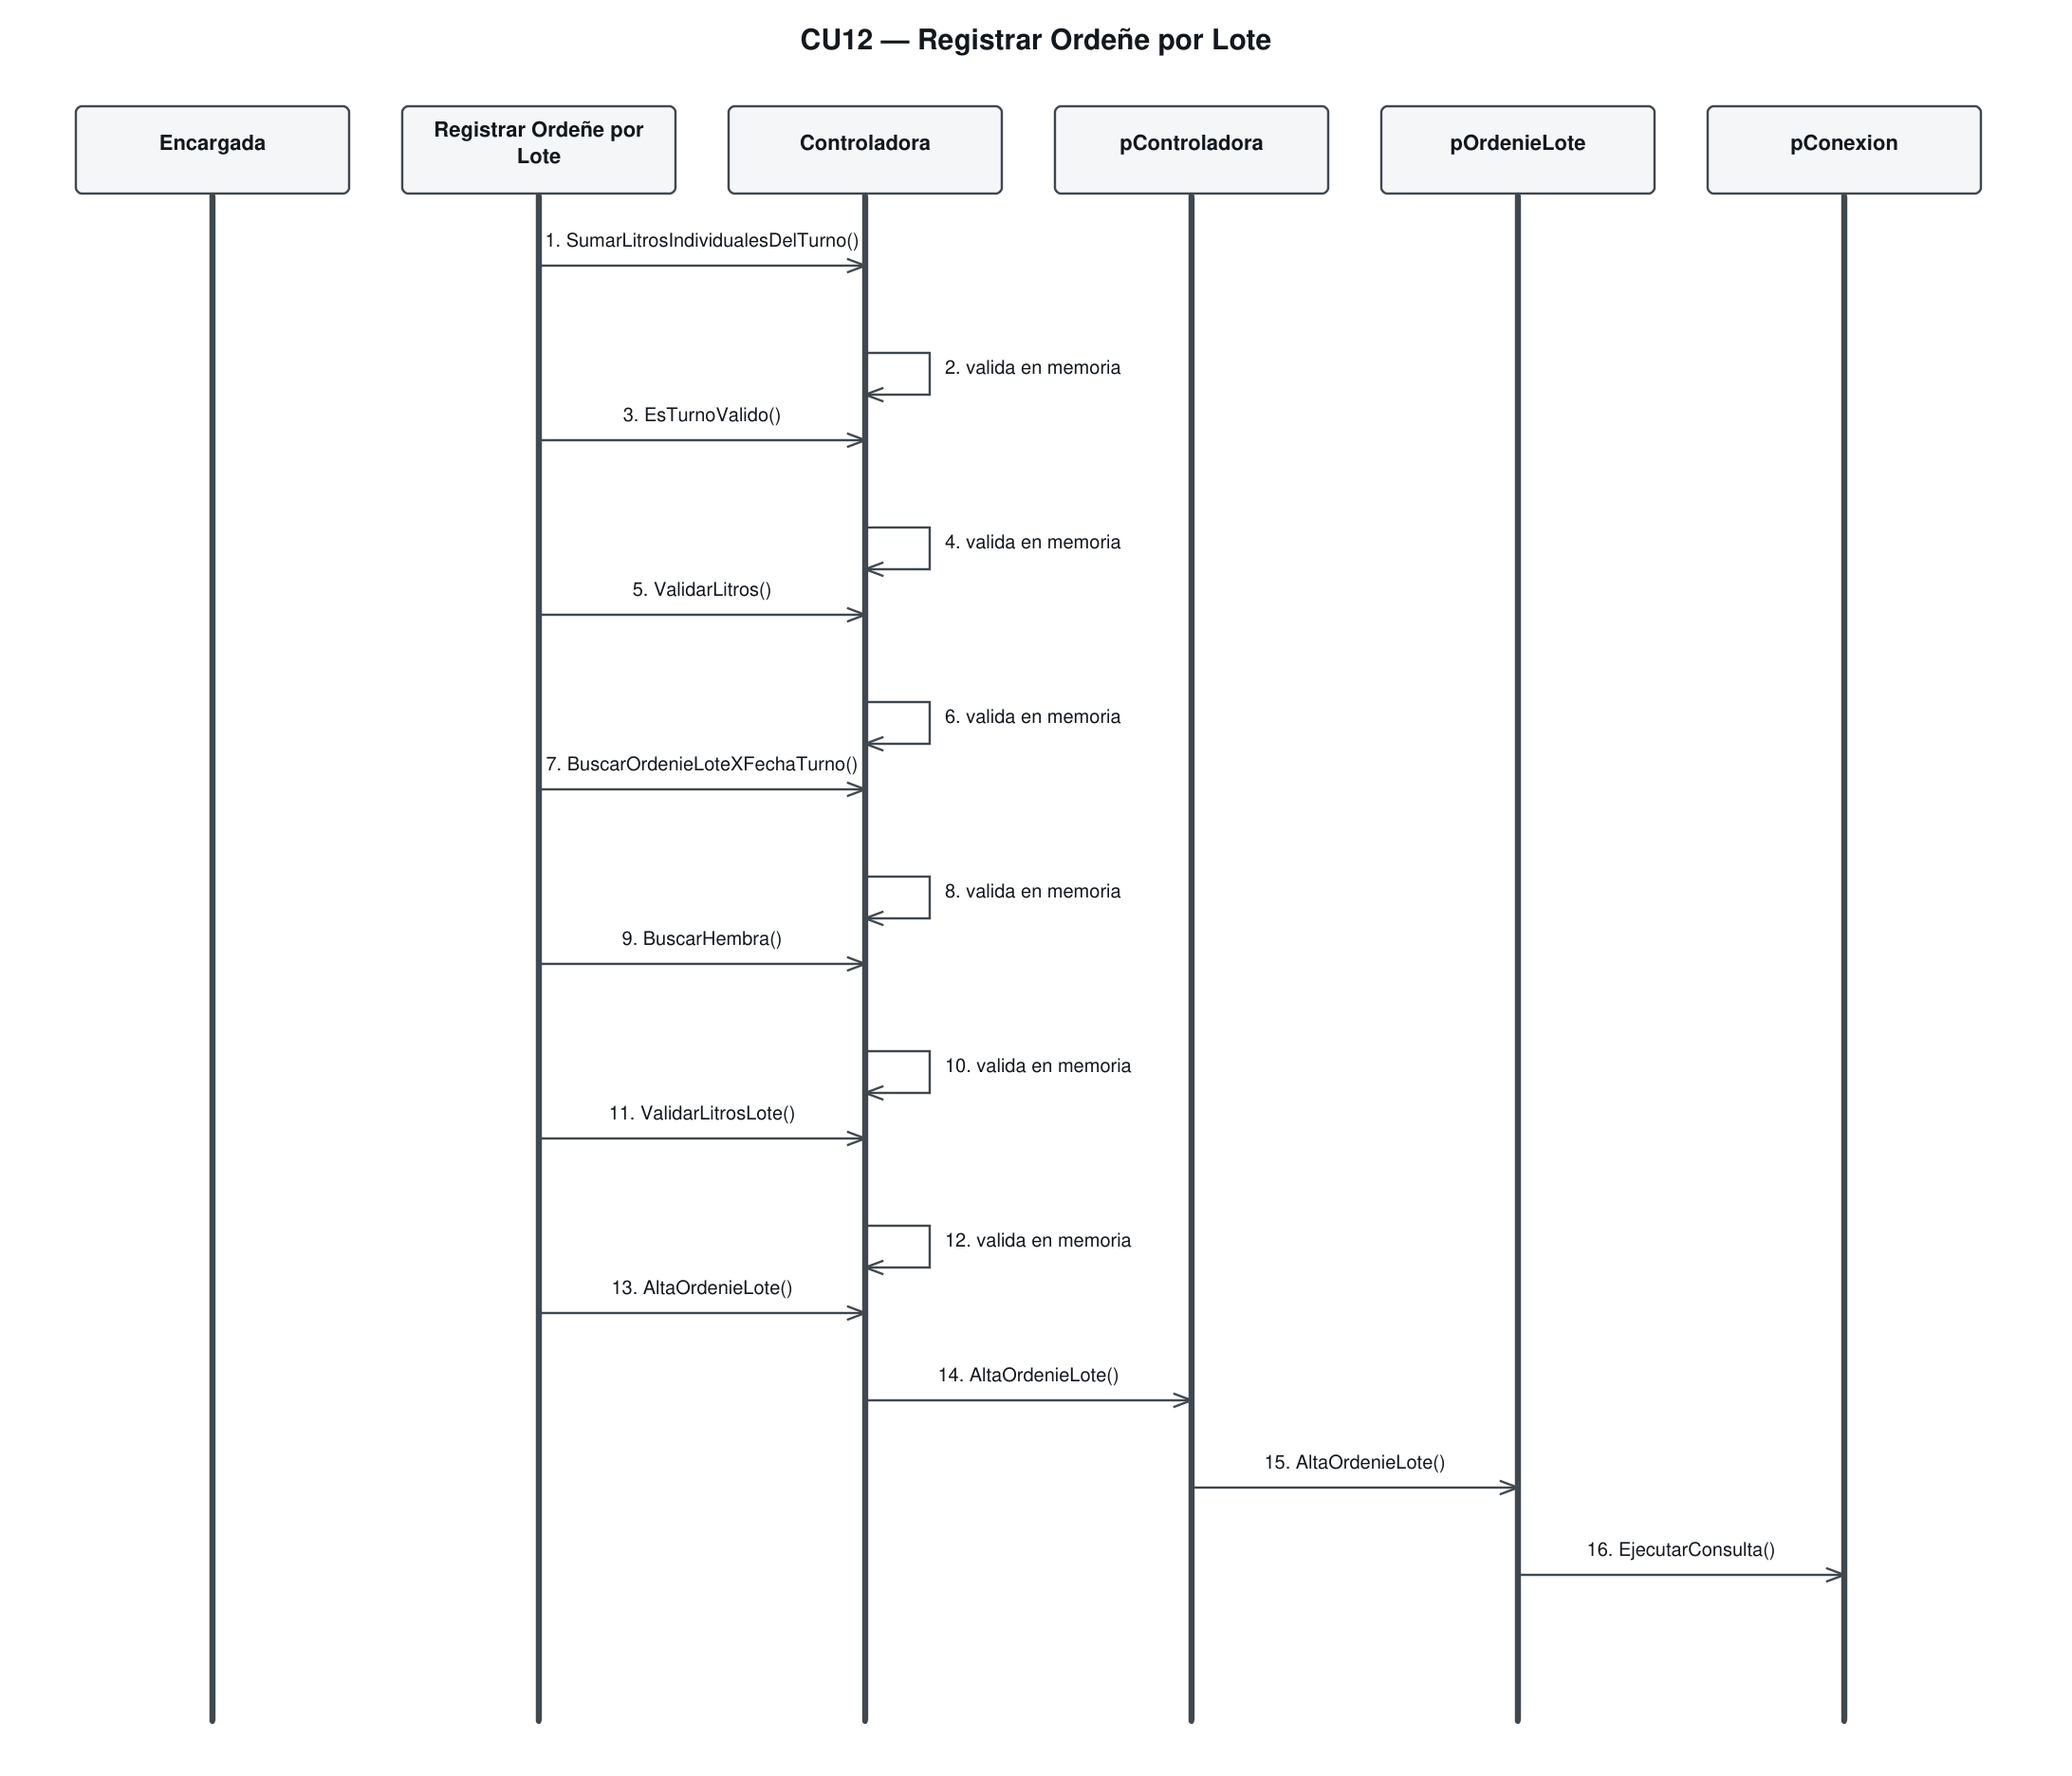 CU12 — Registrar Ordeñe por Lote
Encargada
Registrar Ordeñe por
Lote
Controladora
pControladora
pOrdenieLote
pConexion
1. SumarLitrosIndividualesDelTurno()
2. valida en memoria
3. EsTurnoValido()
4. valida en memoria
5. ValidarLitros()
6. valida en memoria
7. BuscarOrdenieLoteXFechaTurno()
8. valida en memoria
9. BuscarHembra()
10. valida en memoria
11. ValidarLitrosLote()
12. valida en memoria
13. AltaOrdenieLote()
14. AltaOrdenieLote()
15. AltaOrdenieLote()
16. EjecutarConsulta()